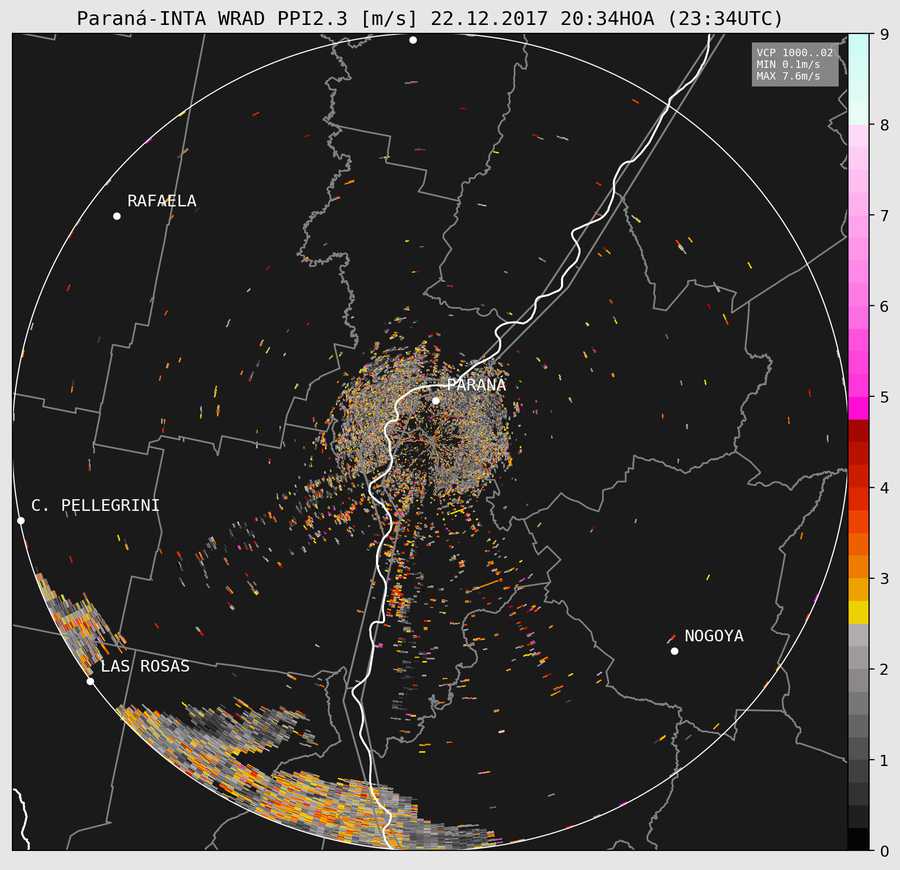 Paraná-INTA WRAD PPI2.3 [m/s] 22.12.2017 20:34HOA (23:34UTC)
VCP 1000..02
MIN 0.1m/s
MAX 7.6m/s
RAFAELA
PARANA
C. PELLEGRINI
NOGOYA
LAS ROSAS
9
8
7
6
5
4
3
2
1
0